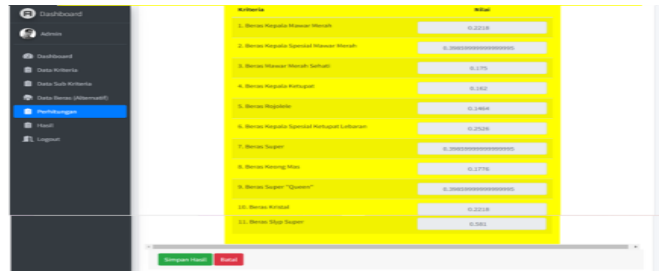 Dashboard
Admin
Dashboard
Data Kriteria
Data Sub Kriteria
Data Beras (Alternatif)
Perhitungan
Hasil
Logout
Kriteria Nilai
1. Beras Kepala Mawar Merah 0.2218
2. Beras Kepala Spesial Mawar Merah 0.39859999999999995
3. Beras Mawar Merah Sehati 0.175
4. Beras Kepala Ketupat 0.162
5. Beras Rojolele 0.1464
6. Beras Kepala Spesial Ketupat Lebaran 0.2526
7. Beras Super 0.39859999999999995
8. Beras Keong Mas 0.1776
9. Beras Super "Queen" 0.39859999999999995
10. Beras Kristal 0.2218
11. Beras Slyp Super 0.581
Simpan Hasil Batal